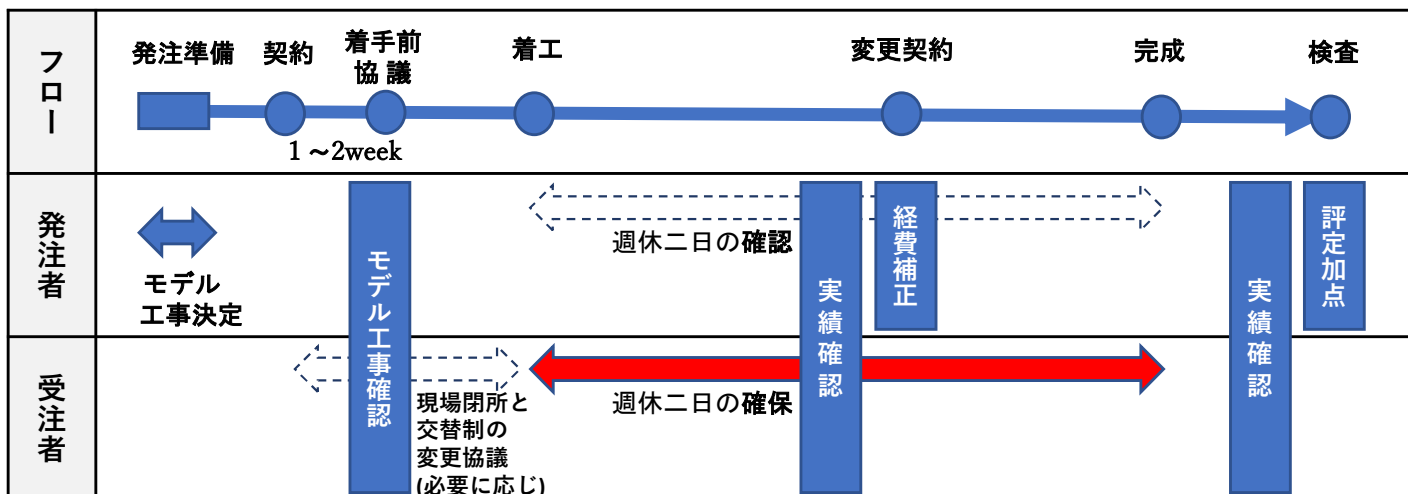 フロー
発注準備
契約
着手前
協 議
着工
変更契約
完成
検査
1 ～2week
発注者
モデル
工事決定
モデル工事確認
週休二日の確認
実績確認
経費補正
実績確認
評定加点
受注者
現場閉所と
交替制の
変更協議
(必要に応じ)
週休二日の確保